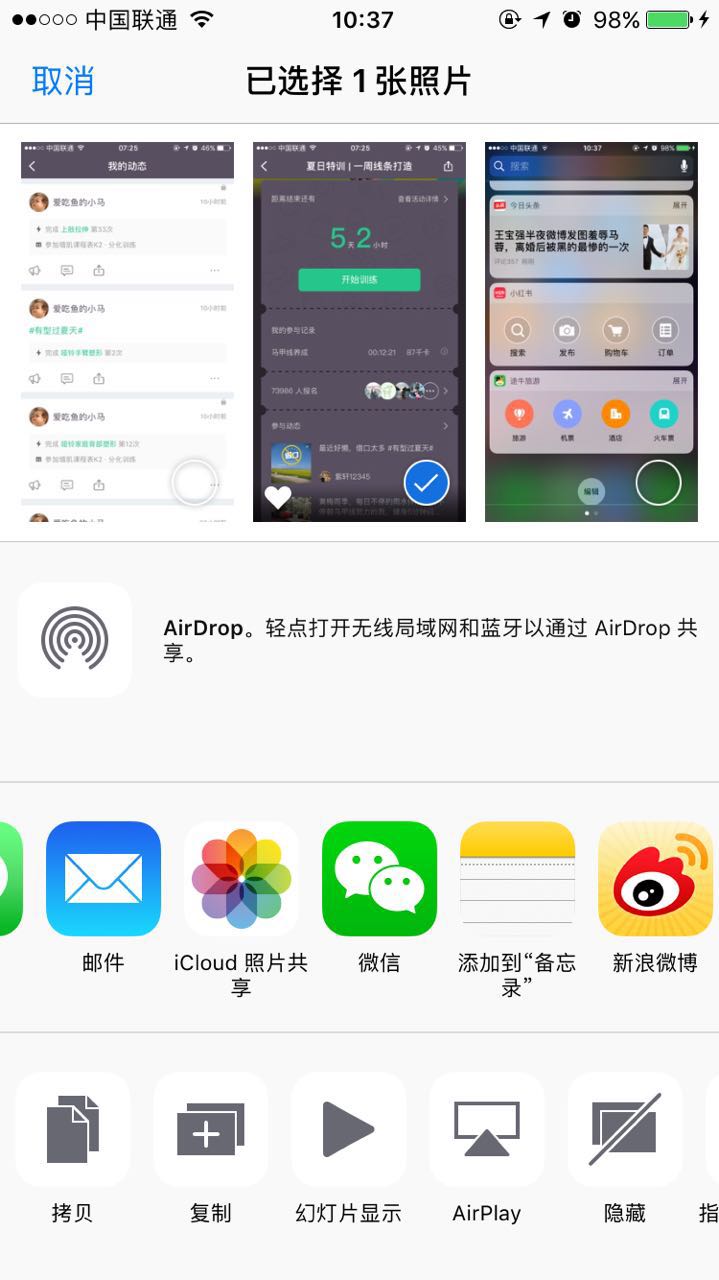 中国联通
10:37
98%
取消
已选择 1 张照片
中国联通
07:25
46%
我的动态
爱吃鱼的小马
10小时前
完成 上肢拉伸 第33次
参加增肌课程表K2 · 分化训练
爱吃鱼的小马
10小时前
#有型过夏天#
完成 哑铃手臂塑形 第2次
爱吃鱼的小马
10小时前
完成 哑铃家庭背部塑形 第12次
参加增肌课程表K2 · 分化训练
爱吃鱼的小马
中国联通
07:25
45%
夏日特训 | 一周线条打造
距离结束还有
查看活动详情
5天2小时
开始训练
我的参与记录
马甲线养成
00:12:21
87千卡
73986 人报名
参与动态
最近好懒，借口太多 #有型过夏天#
紫轩12345
中国联通
10:37
98%
搜索
今日头条
展开
王宝强半夜微博发图羞辱马
蓉，离婚后被黑的最惨的一次
评论357
小红书
搜索
发布
购物车
订单
途牛旅游
展开
旅游
机票
酒店
火车票
编辑
AirDrop。轻点打开无线局域网和蓝牙以通过 AirDrop 共
享。
邮件
iCloud 照片共
享
微信
添加到“备忘
录”
新浪微博
拷贝
复制
幻灯片显示
AirPlay
隐藏
指